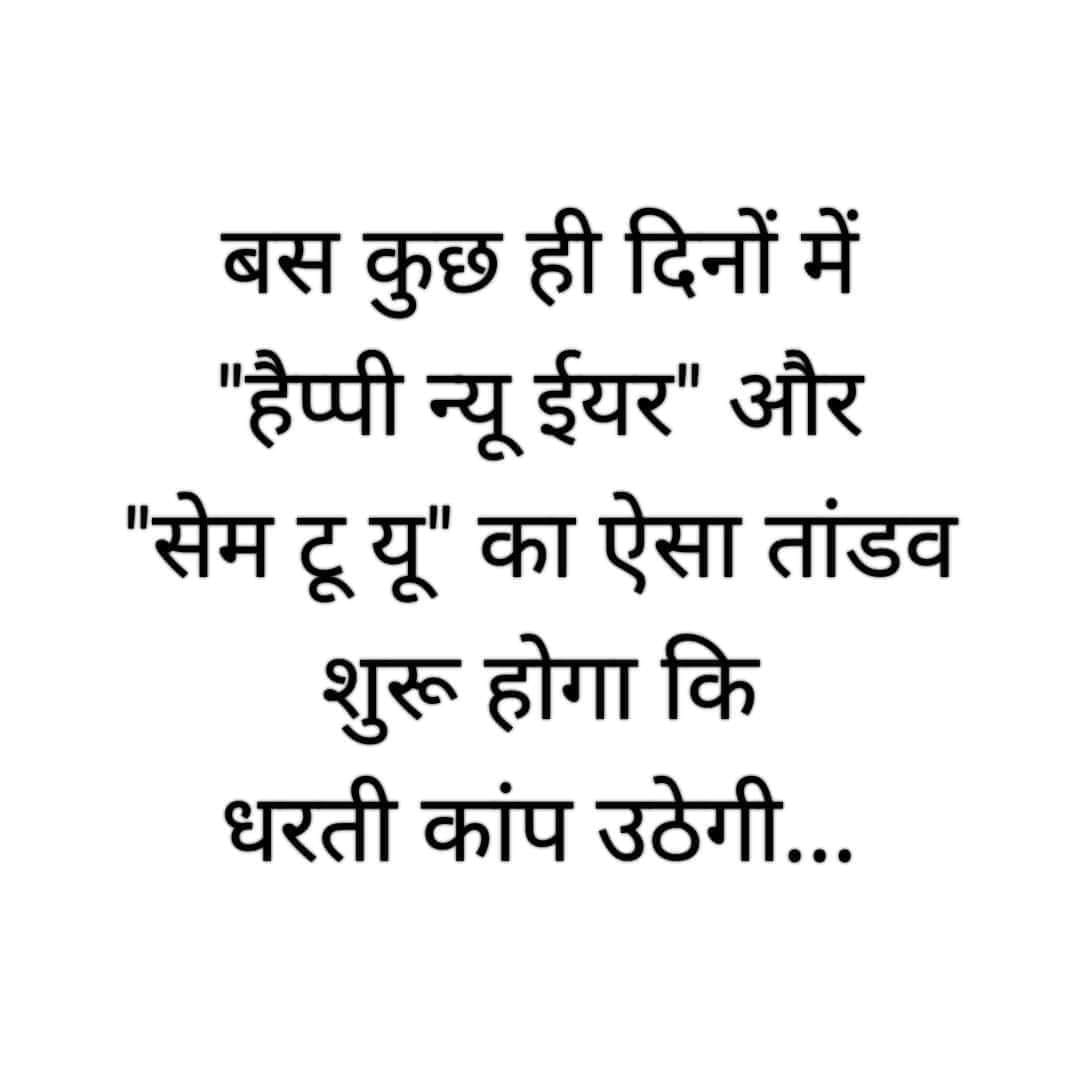 बस कुछ ही दिनों में
"हैप्पी न्यू ईयर" और
"सेम टू यू" का ऐसा तांडव
शुरू होगा कि
धरती कांप उठेगी...